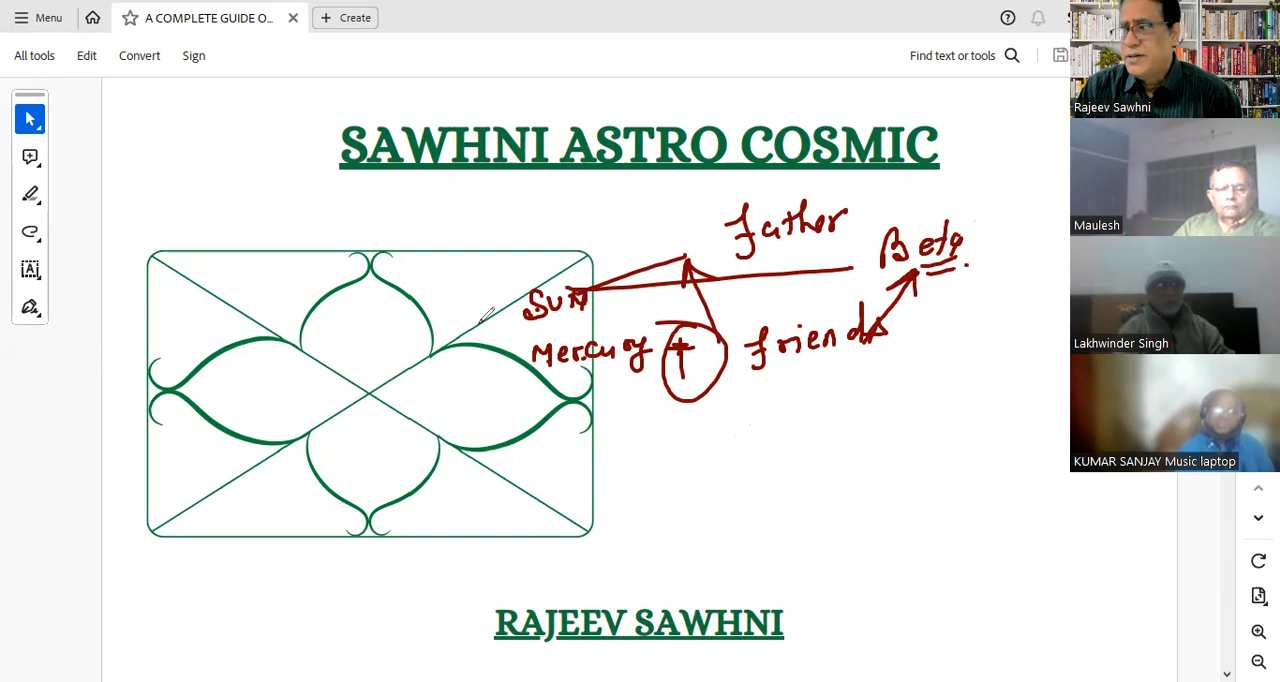 Menu
A COMPLETE GUIDE O...
Create
All tools
Edit
Convert
Sign
Find text or tools
Rajeev Sawhni
SAWHNI ASTRO COSMIC
Maulesh
father
Beta
Sun
Mercury
friends
Lakhwinder Singh
KUMAR SANJAY Music laptop
RAJEEV SAWHNI